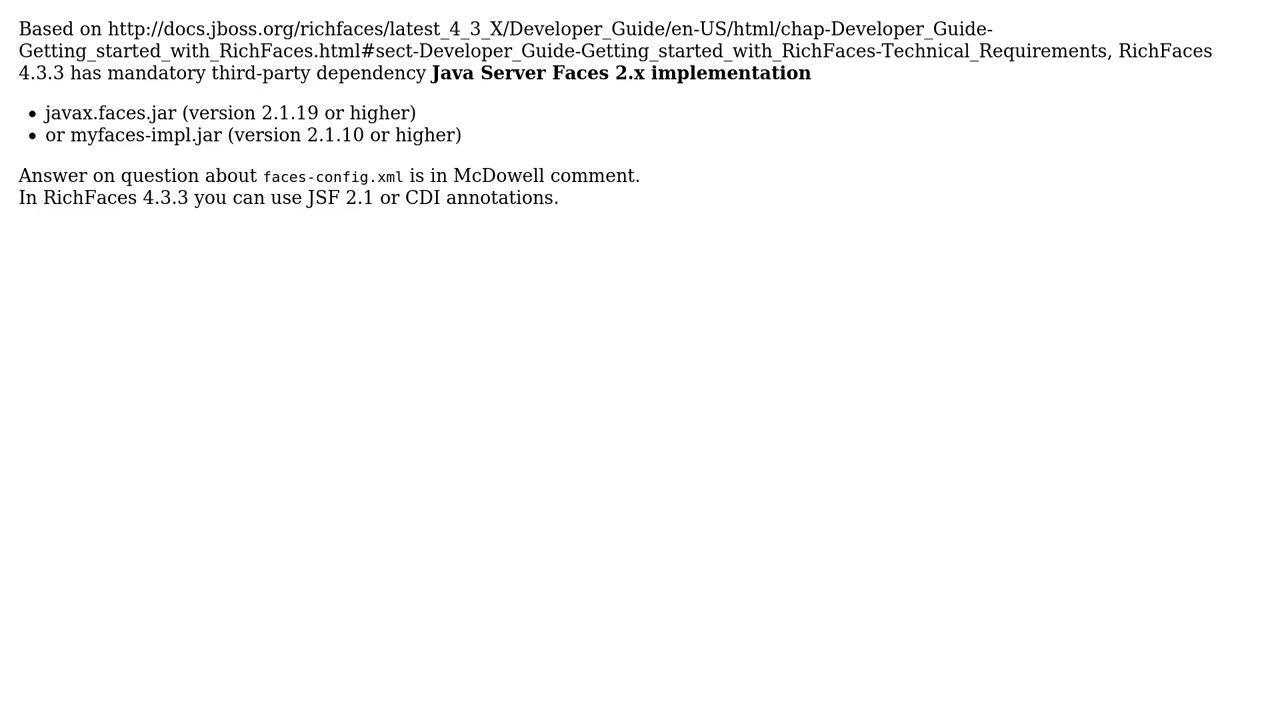 Based on http://docs.jboss.org/richfaces/latest_4_3_X/Developer_Guide/en-US/html/chap-Developer_Guide-
Getting_started_with_RichFaces.html#sect-Developer_Guide-Getting_started_with_RichFaces-Technical_Requirements, RichFaces
4.3.3 has mandatory third-party dependency Java Server Faces 2.x implementation
• javax.faces.jar (version 2.1.19 or higher)
• or myfaces-impl.jar (version 2.1.10 or higher)
Answer on question about faces-config.xml is in McDowell comment.
In RichFaces 4.3.3 you can use JSF 2.1 or CDI annotations.